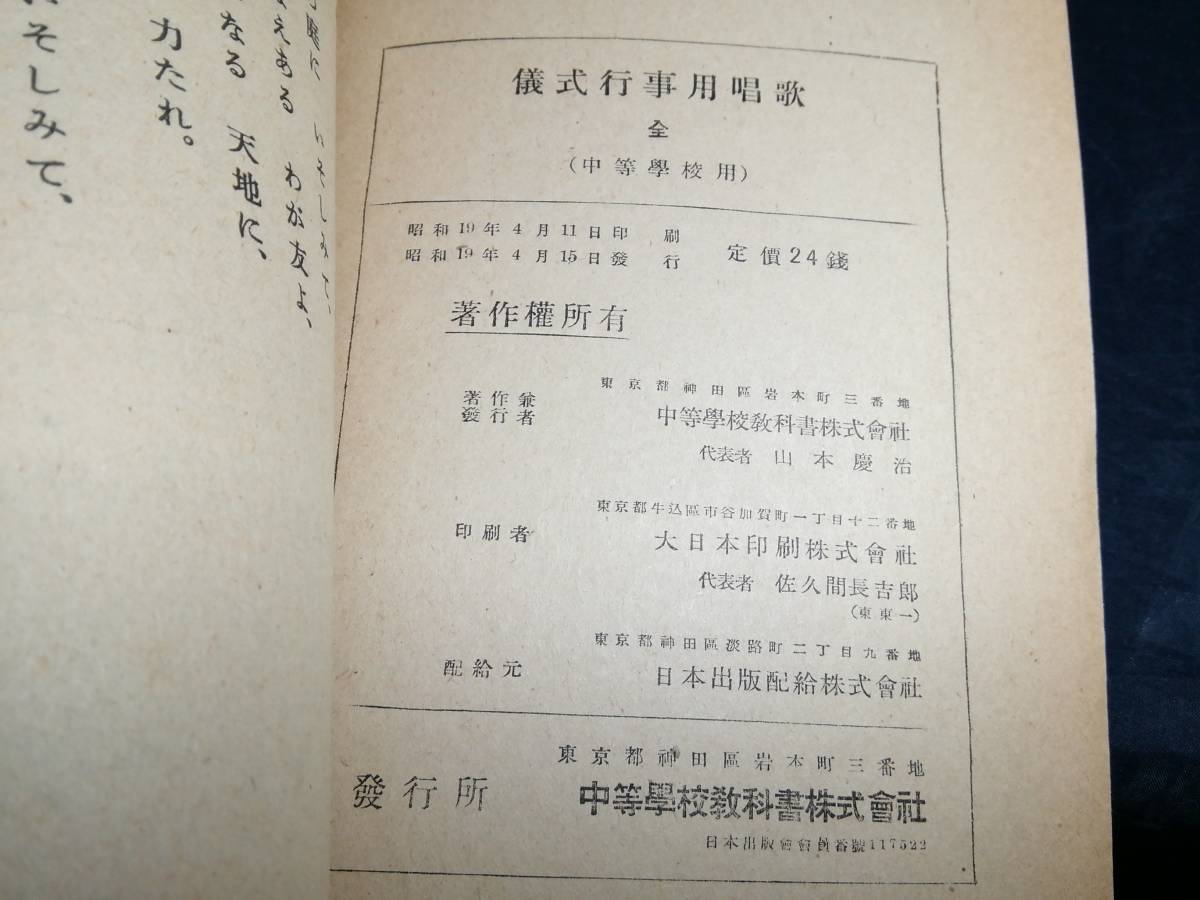 儀式行事用唱歌
全
(中等學校用)
昭和19年4月11日印刷
昭和19年4月15日發行
定價24錢
著作權所有
著作兼
發行者
東京都神田區岩本町三番地
中等學校敎科書株式會社
代表者 山本慶治
印刷者
東京都牛込區市谷加賀町一丁目十二番地
大日本印刷株式會社
代表者 佐久間長吉郎
(東東一)
配給元
東京都神田區淡路町二丁目九番地
日本出版配給株式會社
發行所
東京都神田區岩本町三番地
中等學校敎科書株式會社
日本出版會會員番號117522
いそしみて、
わが友よ、
えある
なる 天地に、
力たれ。
いそしみて、